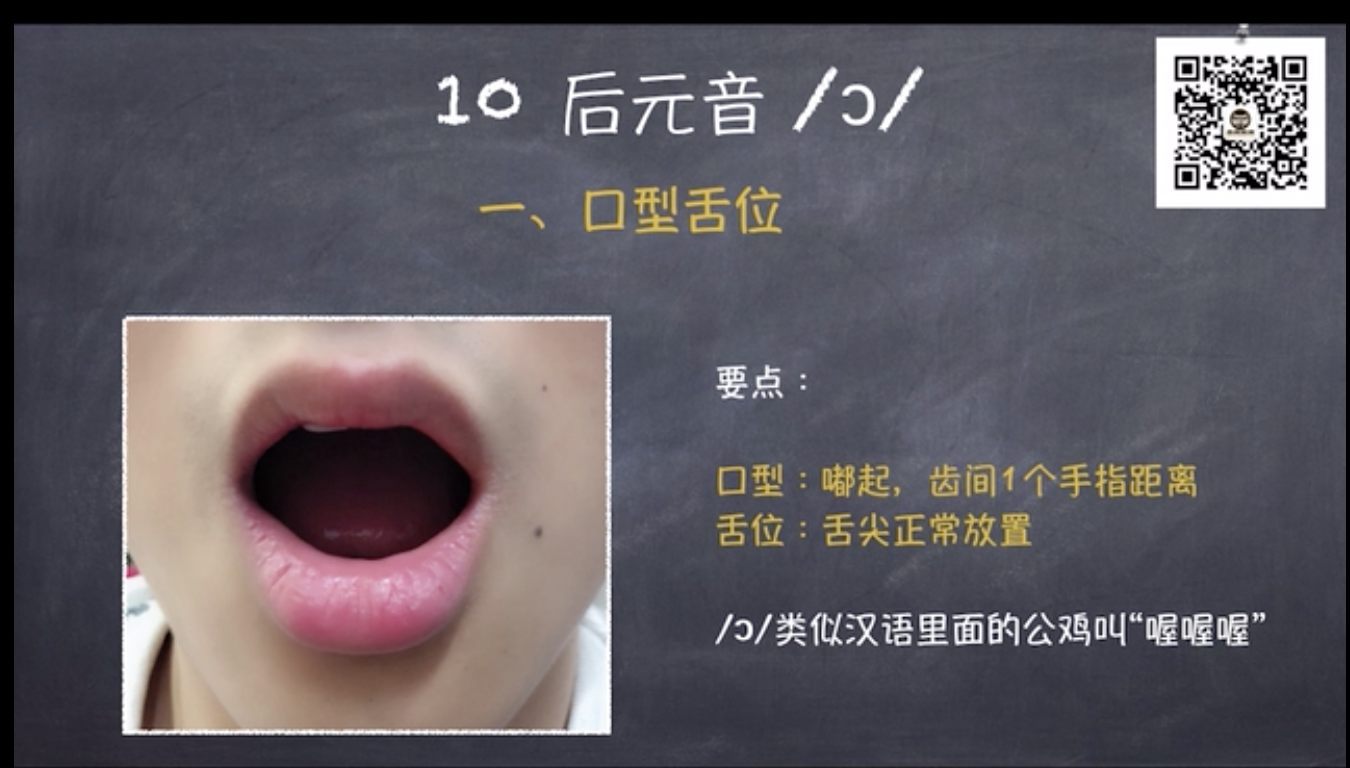 10 后元音 /ɔ/
一、口型舌位
要点：
口型：嘟起，齿间1个手指距离
舌位：舌尖正常放置
/ɔ/类似汉语里面的公鸡叫“喔喔喔”